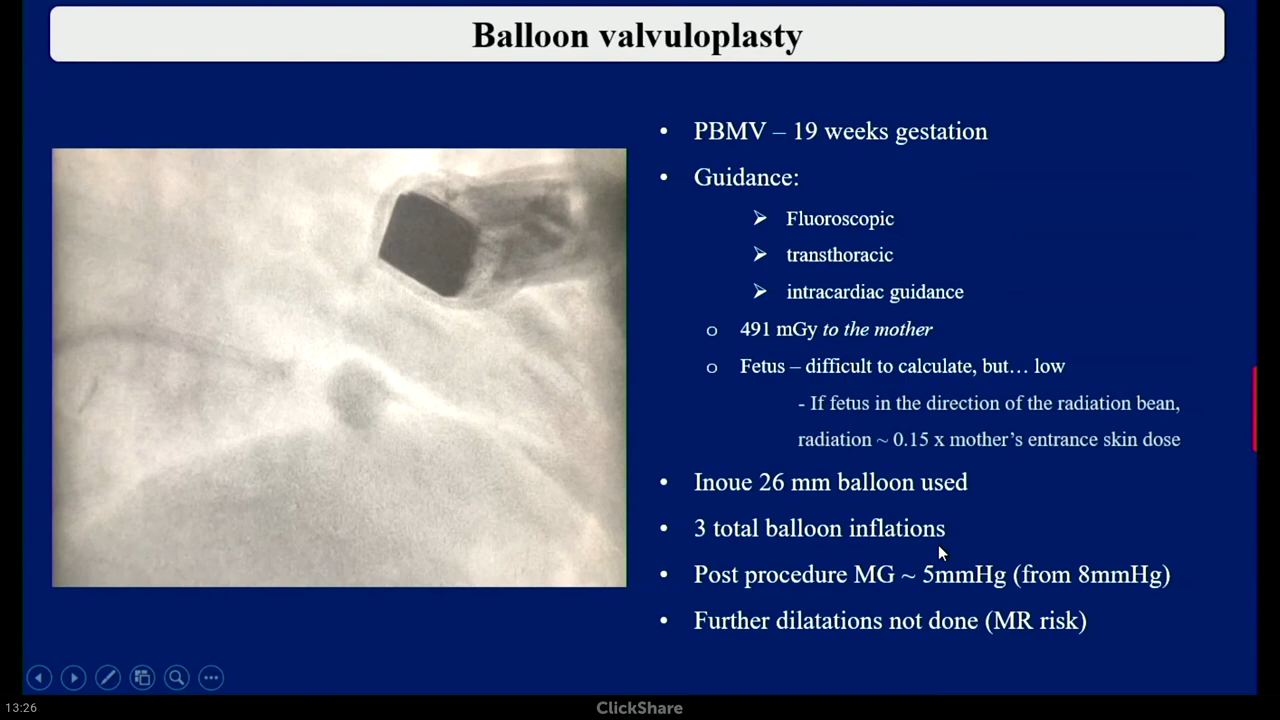 Balloon valvuloplasty
• PBMV – 19 weeks gestation
• Guidance:
➢ Fluoroscopic
➢ transthoracic
➢ intracardiac guidance
o 491 mGy to the mother
o Fetus – difficult to calculate, but… low
- If fetus in the direction of the radiation bean,
radiation ~ 0.15 x mother’s entrance skin dose
• Inoue 26 mm balloon used
• 3 total balloon inflations
• Post procedure MG ~ 5mmHg (from 8mmHg)
• Further dilatations not done (MR risk)
13:26
ClickShare